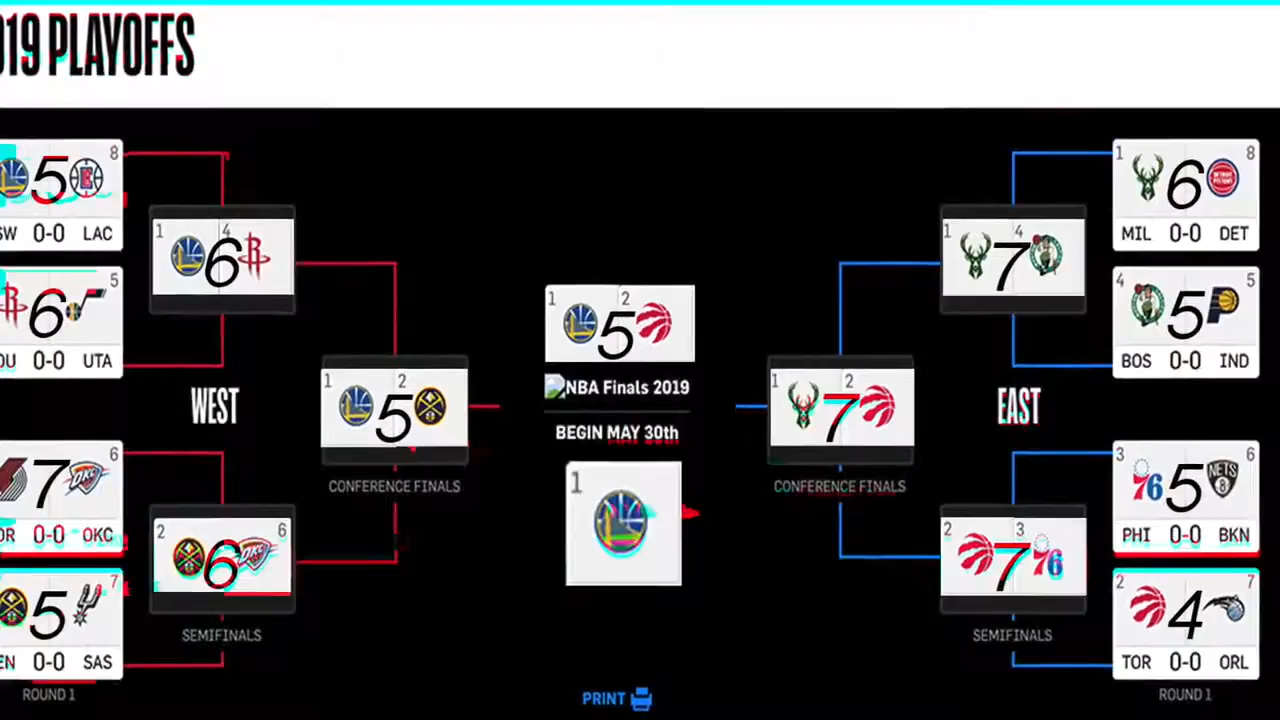 019 PLAYOFFS
5
8
SW 0-0 LAC
6
5
OU 0-0 UTA
1 4
6
WEST
1 2
5
CONFERENCE FINALS
7
6
OR 0-0 OKC
5
7
EN 0-0 SAS
ROUND 1
2 6
6
SEMIFINALS
1 2
5
NBA Finals 2019
BEGIN MAY 30th
1
PRINT
1 8
6
MIL 0-0 DET
4 5
5
BOS 0-0 IND
1 4
7
EAST
1 2
7
CONFERENCE FINALS
3 6
76 5 NETS
PHI 0-0 BKN
2 7
4
TOR 0-0 ORL
ROUND 1
2 3
7 76
SEMIFINALS